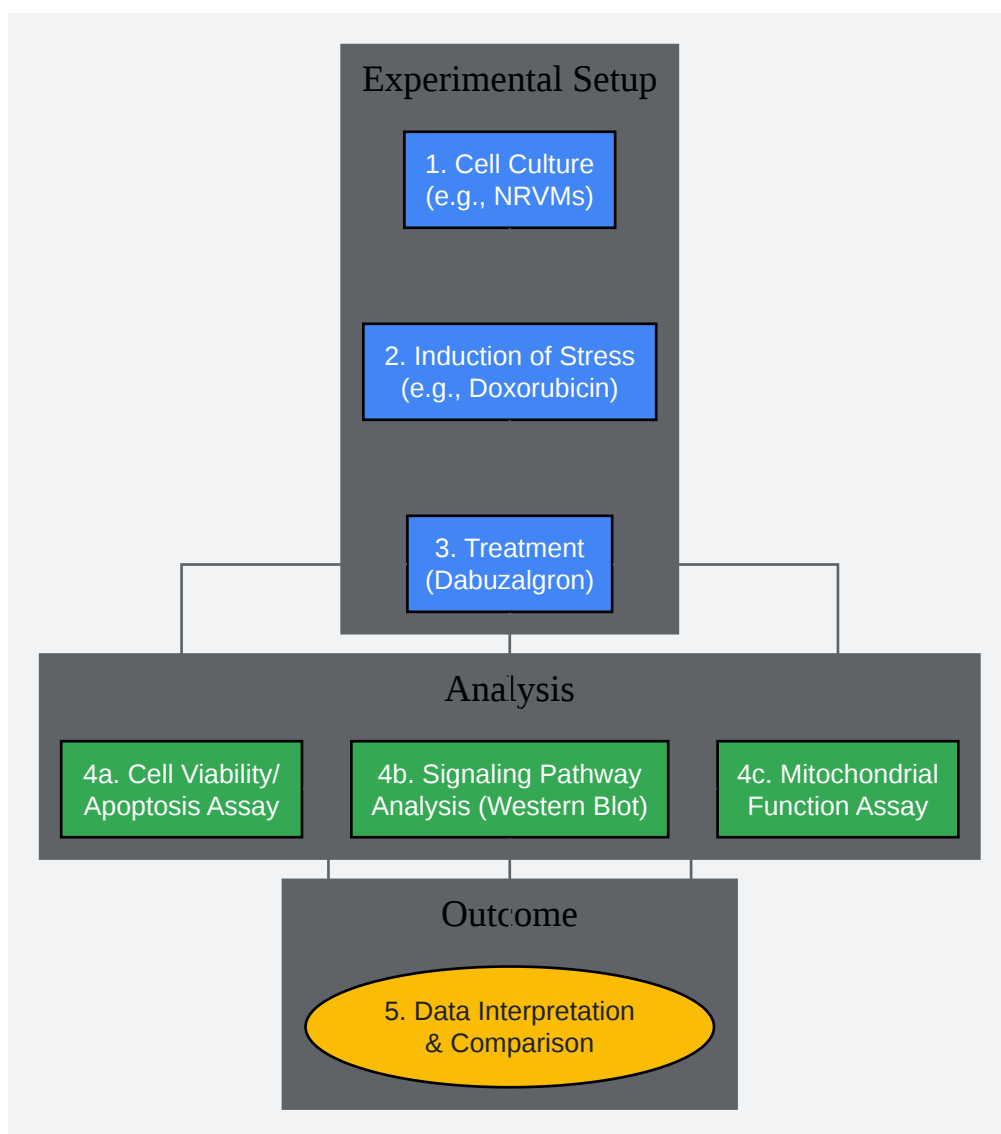 Experimental Setup
1. Cell Culture
(e.g., NRVMs)
2. Induction of Stress
(e.g., Doxorubicin)
3. Treatment
(Dabuzalgron)
Analysis
4a. Cell Viability/
Apoptosis Assay
4b. Signaling Pathway
Analysis (Western Blot)
4c. Mitochondrial
Function Assay
Outcome
5. Data Interpretation
& Comparison